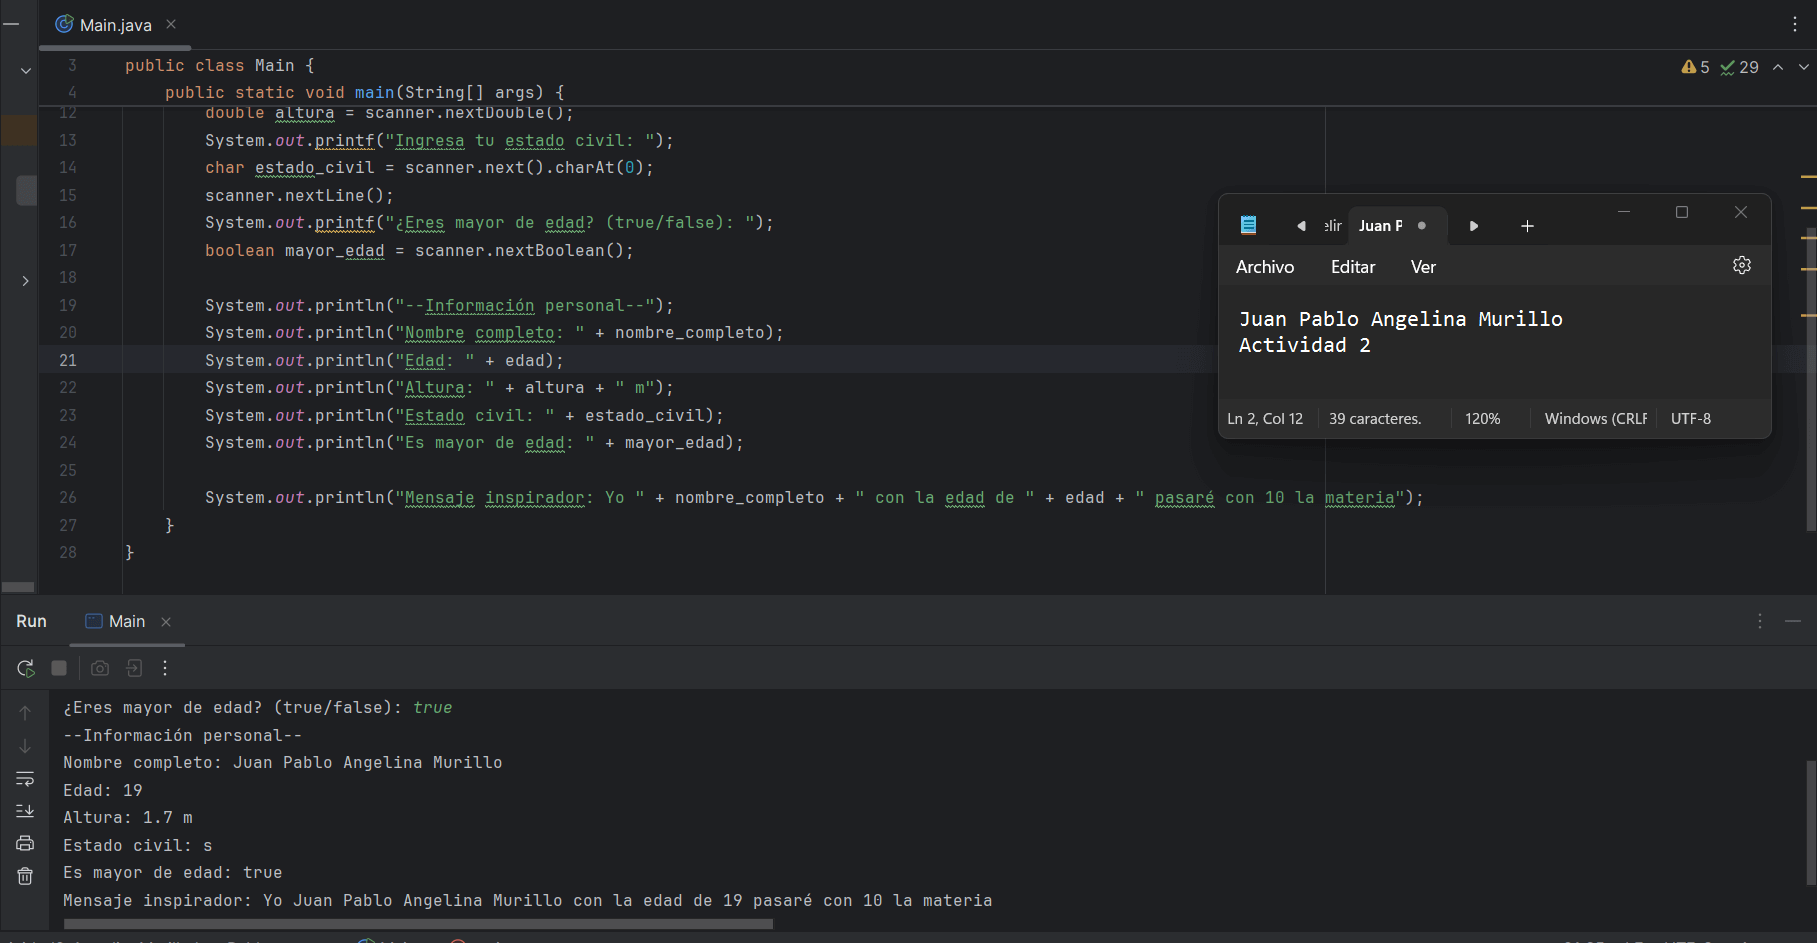 Main.java
3 public class Main {
5 29
4 public static void main(String[] args) {
12 double altura = scanner.nextDouble();
13 System.out.printf("Ingresa tu estado civil: ");
14 char estado_civil = scanner.next().charAt(0);
15 scanner.nextLine();
16 System.out.printf("¿Eres mayor de edad? (true/false): ");
17 boolean mayor_edad = scanner.nextBoolean();
18
19 System.out.println("--Información personal--");
20 System.out.println("Nombre completo: " + nombre_completo);
21 System.out.println("Edad: " + edad);
22 System.out.println("Altura: " + altura + " m");
23 System.out.println("Estado civil: " + estado_civil);
24 System.out.println("Es mayor de edad: " + mayor_edad);
25
26 System.out.println("Mensaje inspirador: Yo " + nombre_completo + " con la edad de " + edad + " pasaré con 10 la materia");
27 }
28 }
elir Juan P
Archivo Editar Ver
Juan Pablo Angelina Murillo
Actividad 2
Ln 2, Col 12 39 caracteres. 120% Windows (CRLF UTF-8
Run Main
¿Eres mayor de edad? (true/false): true
--Información personal--
Nombre completo: Juan Pablo Angelina Murillo
Edad: 19
Altura: 1.7 m
Estado civil: s
Es mayor de edad: true
Mensaje inspirador: Yo Juan Pablo Angelina Murillo con la edad de 19 pasaré con 10 la materia